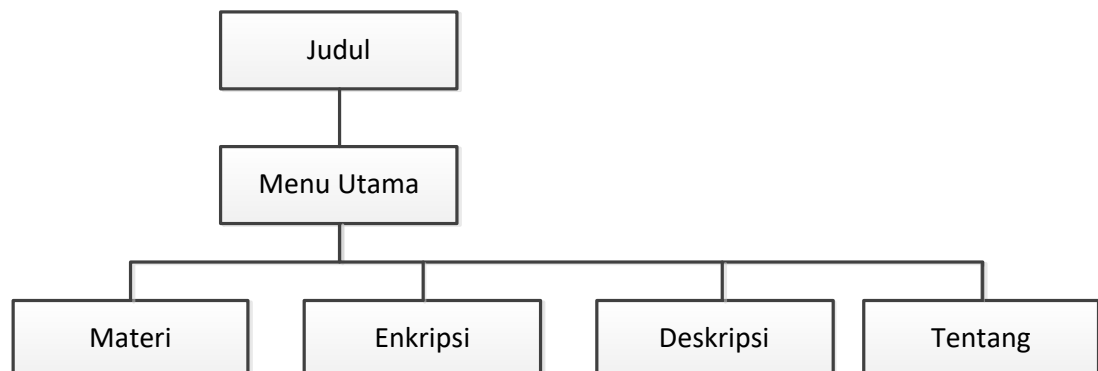 Judul
Menu Utama
Materi
Enkripsi
Deskripsi
Tentang